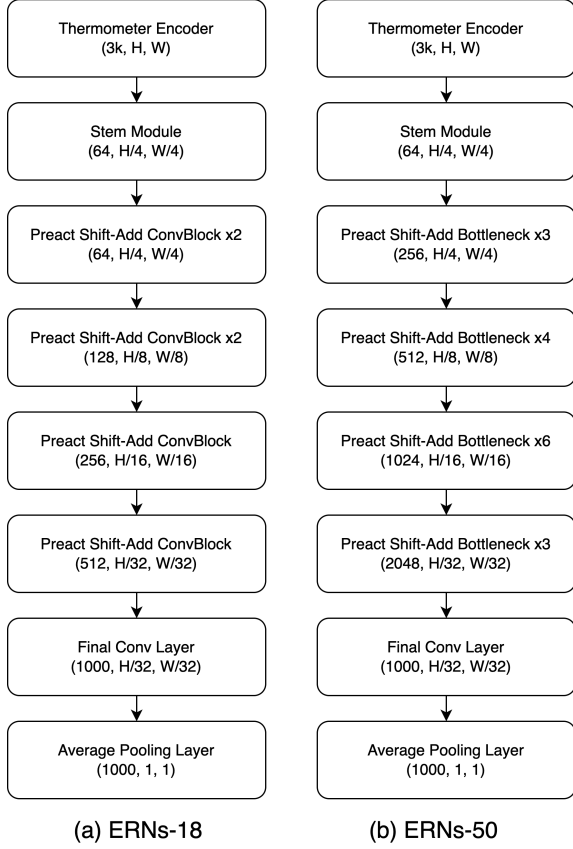 Thermometer Encoder
(3k, H, W)
Stem Module
(64, H/4, W/4)
Preact Shift-Add ConvBlock x2
(64, H/4, W/4)
Preact Shift-Add ConvBlock x2
(128, H/8, W/8)
Preact Shift-Add ConvBlock
(256, H/16, W/16)
Preact Shift-Add ConvBlock
(512, H/32, W/32)
Final Conv Layer
(1000, H/32, W/32)
Average Pooling Layer
(1000, 1, 1)
(a) ERNs-18
Thermometer Encoder
(3k, H, W)
Stem Module
(64, H/4, W/4)
Preact Shift-Add Bottleneck x3
(256, H/4, W/4)
Preact Shift-Add Bottleneck x4
(512, H/8, W/8)
Preact Shift-Add Bottleneck x6
(1024, H/16, W/16)
Preact Shift-Add Bottleneck x3
(2048, H/32, W/32)
Final Conv Layer
(1000, H/32, W/32)
Average Pooling Layer
(1000, 1, 1)
(b) ERNs-50